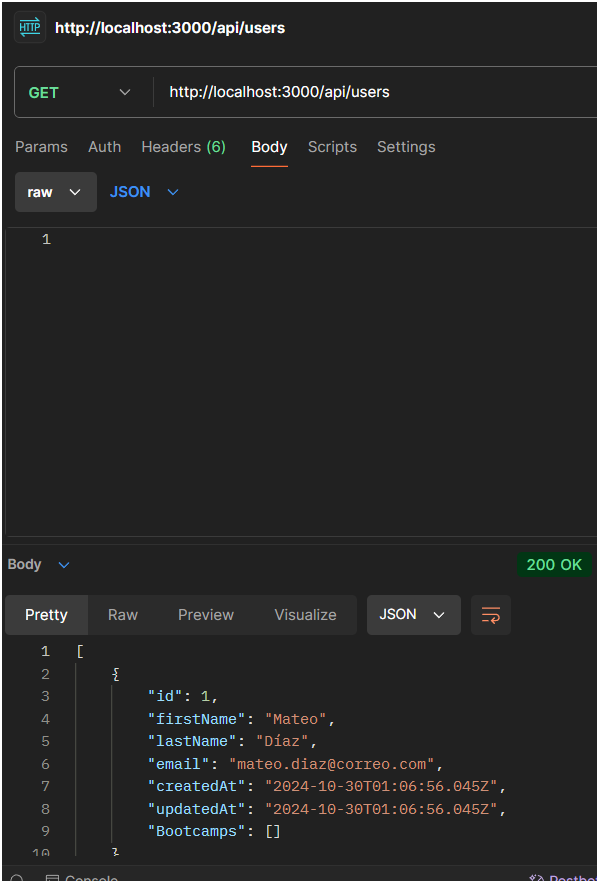 HTTP http://localhost:3000/api/users
GET http://localhost:3000/api/users
Params Auth Headers (6) Body Scripts Settings
raw JSON
1
Body 200 OK
Pretty Raw Preview Visualize JSON
1 [
2 {
3 "id": 1,
4 "firstName": "Mateo",
5 "lastName": "Díaz",
6 "email": "mateo.diaz@correo.com",
7 "createdAt": "2024-10-30T01:06:56.045Z",
8 "updatedAt": "2024-10-30T01:06:56.045Z",
9 "Bootcamps": []
10 }
Console